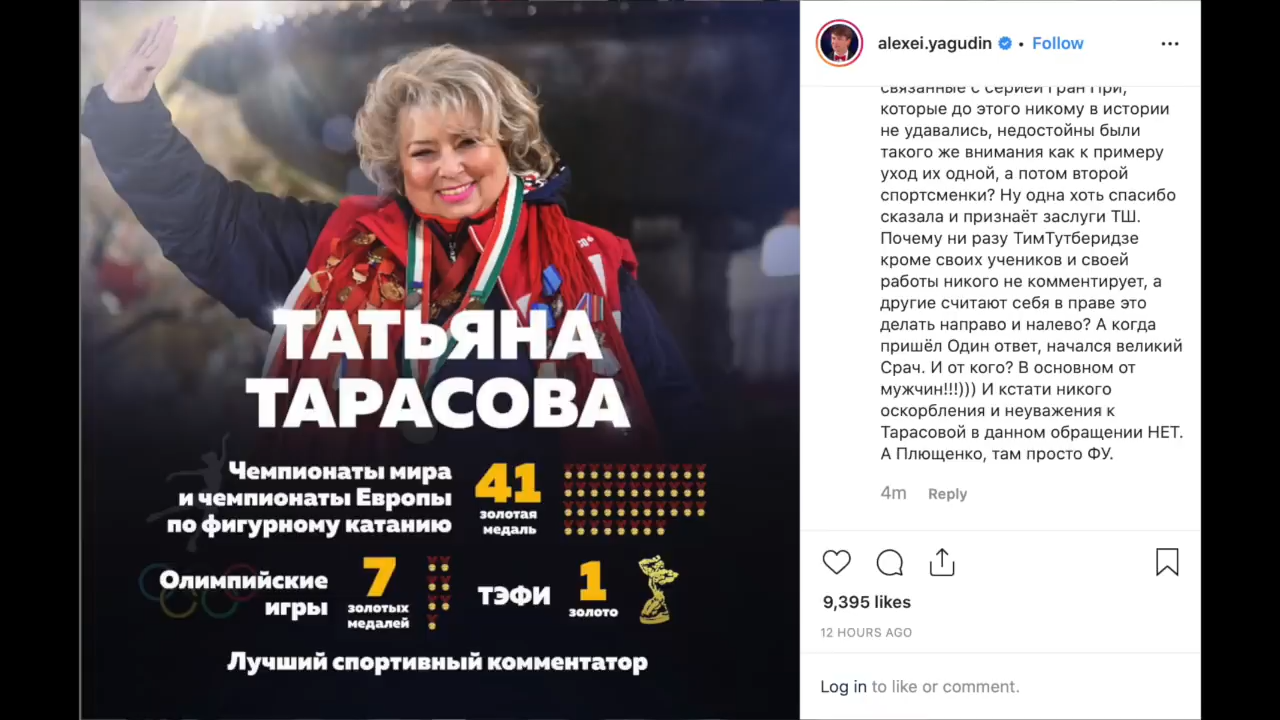 ТАТЬЯНА
ТАРАСОВА
Чемпионаты мира
и чемпионаты Европы
по фигурному катанию
41
золотая
медаль
Олимпийские
игры
7
золотых
медалей
ТЭФИ
1
золото
Лучший спортивный комментатор
alexei.yagudin • Follow
связанные с серией Гран При,
которые до этого никому в истории
не удавались, недостойны были
такого же внимания как к примеру
уход их одной, а потом второй
спортсменки? Ну одна хоть спасибо
сказала и признаёт заслуги ТШ.
Почему ни разу ТимТутберидзе
кроме своих учеников и своей
работы никого не комментирует, а
другие считают себя в праве это
делать направо и налево? А когда
пришёл Один ответ, начался великий
Срач. И от кого? В основном от
мужчин!!!))) И кстати никого
оскорбления и неуважения к
Тарасовой в данном обращении НЕТ.
А Плющенко, там просто ФУ.
4m Reply
9,395 likes
12 HOURS AGO
Log in to like or comment.